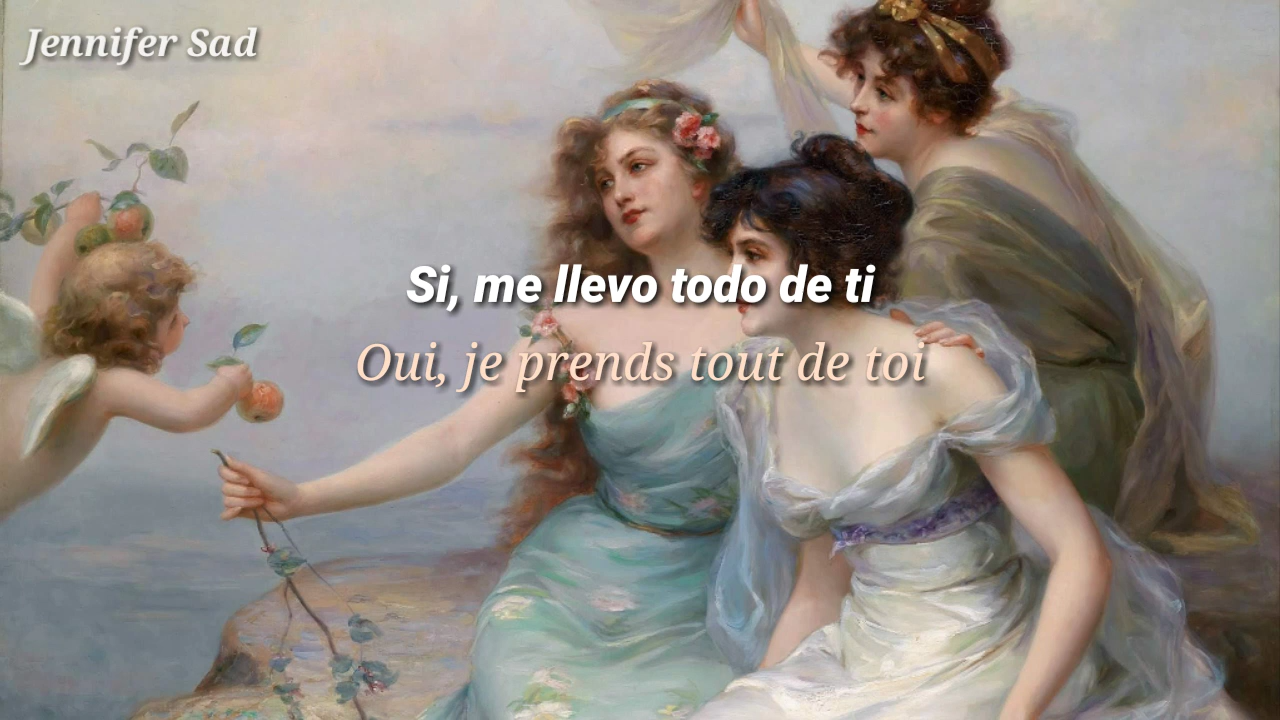 Jennifer Sad
Si, me llevo todo de ti
Oui, je prends tout de toi